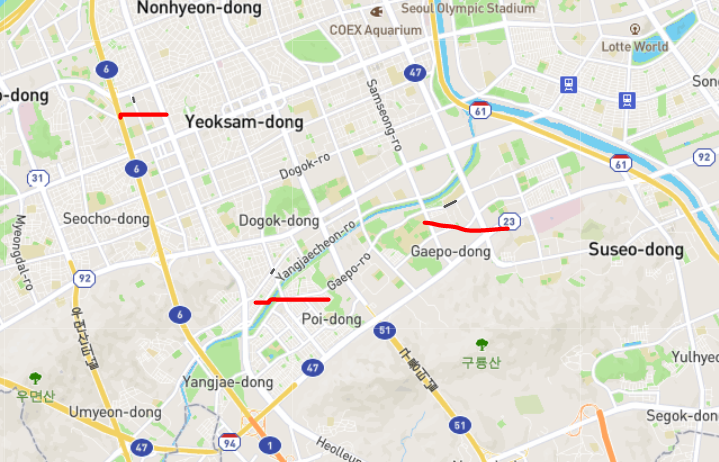 Nonhyeon-dong
Seoul Olympic Stadium
COEX Aquarium
Lotte World
6
47
o-dong
Samseong-ro
Song
61
Yeoksam-dong
92
61
6
Dogok-ro
31
Seocho-dong
Dogok-dong
23
Myeongdal-ro
Yangjaecheon-ro
Gaepo-dong
Suseo-dong
Gaepo-ro
92
6
Poi-dong
51
구룡산
Yulhyeo
47
Yangjae-dong
우면산
Umyeon-dong
Segok-do
51
47
94
1
Heolleu